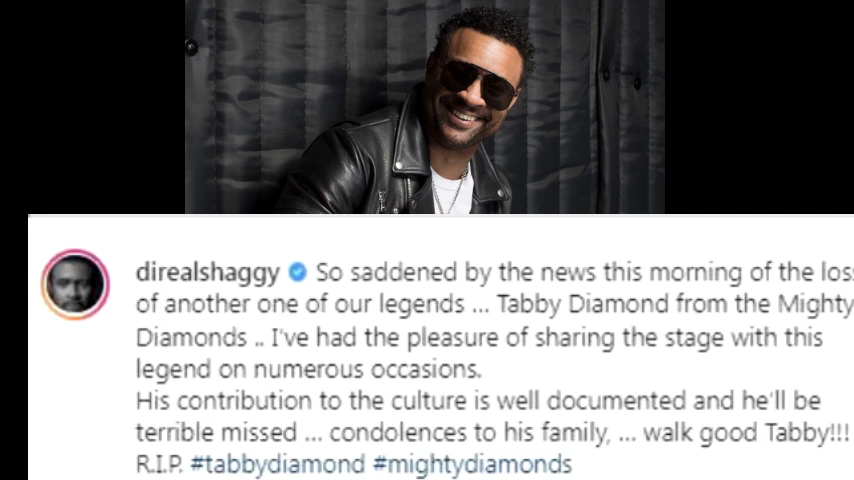 direalshaggy So saddened by the news this morning of the loss
of another one of our legends ... Tabby Diamond from the Mighty
Diamonds .. I've had the pleasure of sharing the stage with this
legend on numerous occasions.
His contribution to the culture is well documented and he'll be
terrible missed ... condolences to his family, ... walk good Tabby!!!
R.I.P. #tabbydiamond #mightydiamonds